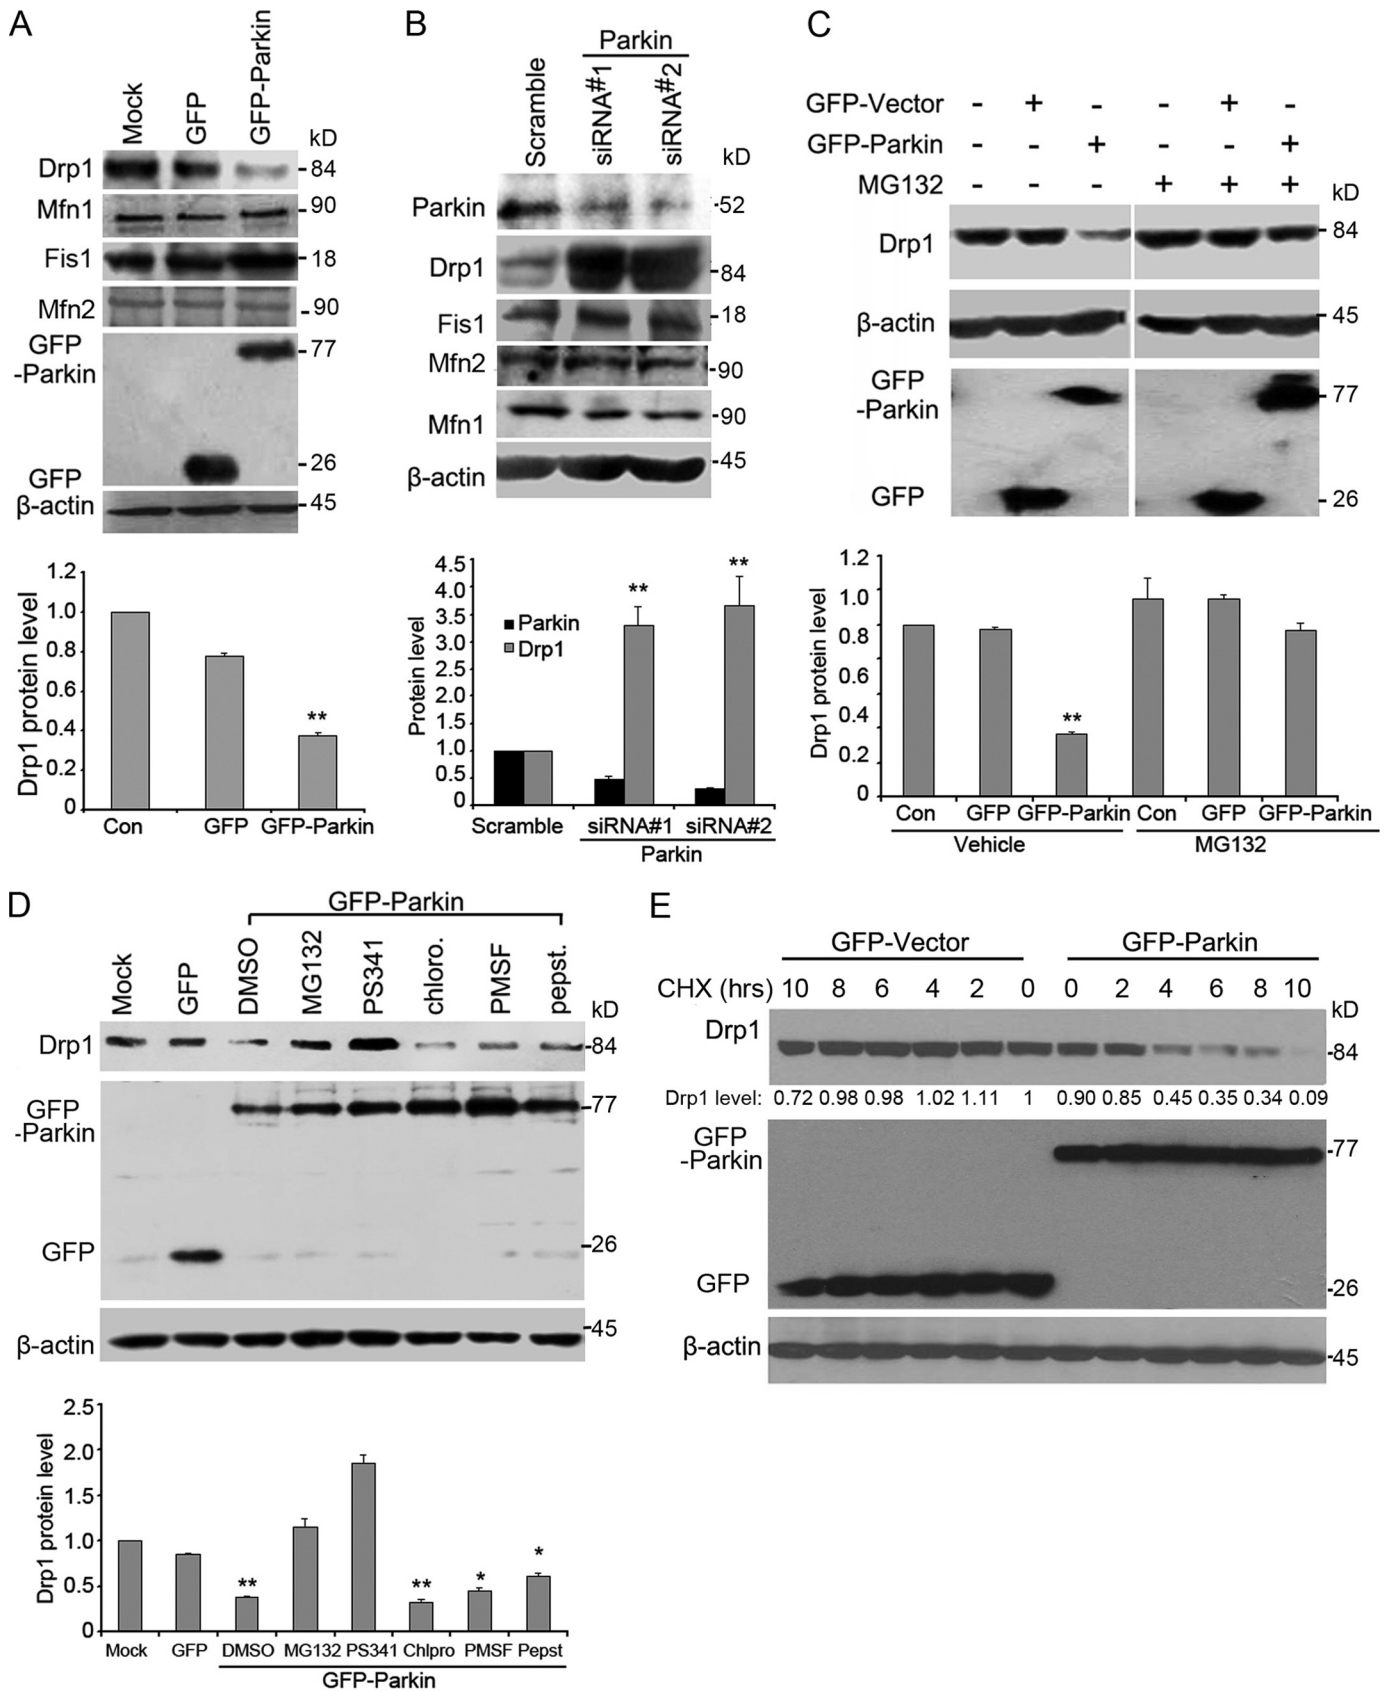 A
Mock
GFP
GFP-Parkin
kD
Drp1
84
Mfn1
90
Fis1
18
Mfn2
90
GFP
-Parkin
77
GFP
26
β-actin
45
Drp1 protein level
1.2
1.0
0.8
0.6
0.4
0.2
0
**
Con
GFP
GFP-Parkin
B
Parkin
Scramble
siRNA#1
siRNA#2
kD
Parkin
52
Drp1
84
Fis1
18
Mfn2
90
Mfn1
90
β-actin
45
Protein level
4.5
4.0
3.5
3.0
2.5
2.0
1.5
1.0
0.5
0
Parkin
Drp1
**
**
Scramble
siRNA#1
siRNA#2
Parkin
C
GFP-Vector - + - - + -
GFP-Parkin - - + - - +
MG132 - - - + + +
kD
Drp1
84
β-actin
45
GFP
-Parkin
77
GFP
26
Drp1 protein level
1.2
1.0
0.8
0.4
0.2
0
**
Con GFP GFP-Parkin Con GFP GFP-Parkin
Vehicle
MG132
D
GFP-Parkin
Mock
GFP
DMSO
MG132
PS341
chloro.
PMSF
pepst.
kD
Drp1
84
GFP
-Parkin
77
GFP
26
β-actin
45
Drp1 protein level
2.5
2.0
1.5
1.0
0.5
0
**
**
*
*
Mock GFP DMSO MG132 PS341 Chlpro PMSF Pepst
GFP-Parkin
E
GFP-Vector
GFP-Parkin
CHX (hrs) 10 8 6 4 2 0 0 2 4 6 8 10
kD
Drp1
84
Drp1 level: 0.72 0.98 0.98 1.02 1.11 1 0.90 0.85 0.45 0.35 0.34 0.09
GFP
-Parkin
77
GFP
26
β-actin
45